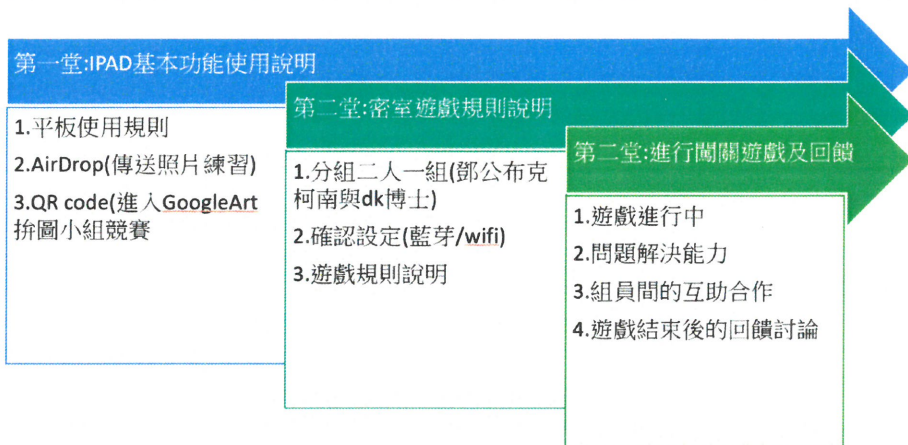 第一堂:IPAD基本功能使用說明
1.平板使用規則
2.AirDrop(傳送照片練習)
3.QR code(進入GoogleArt
拚圖小組競賽
第二堂:密室遊戲規則說明
1.分組二人一組(鄧公布克
柯南與dk博士)
2.確認設定(藍芽/wifi)
3.遊戲規則說明
第二堂:進行闖關遊戲及回饋
1.遊戲進行中
2.問題解決能力
3.組員間的互助合作
4.遊戲結束後的回饋討論